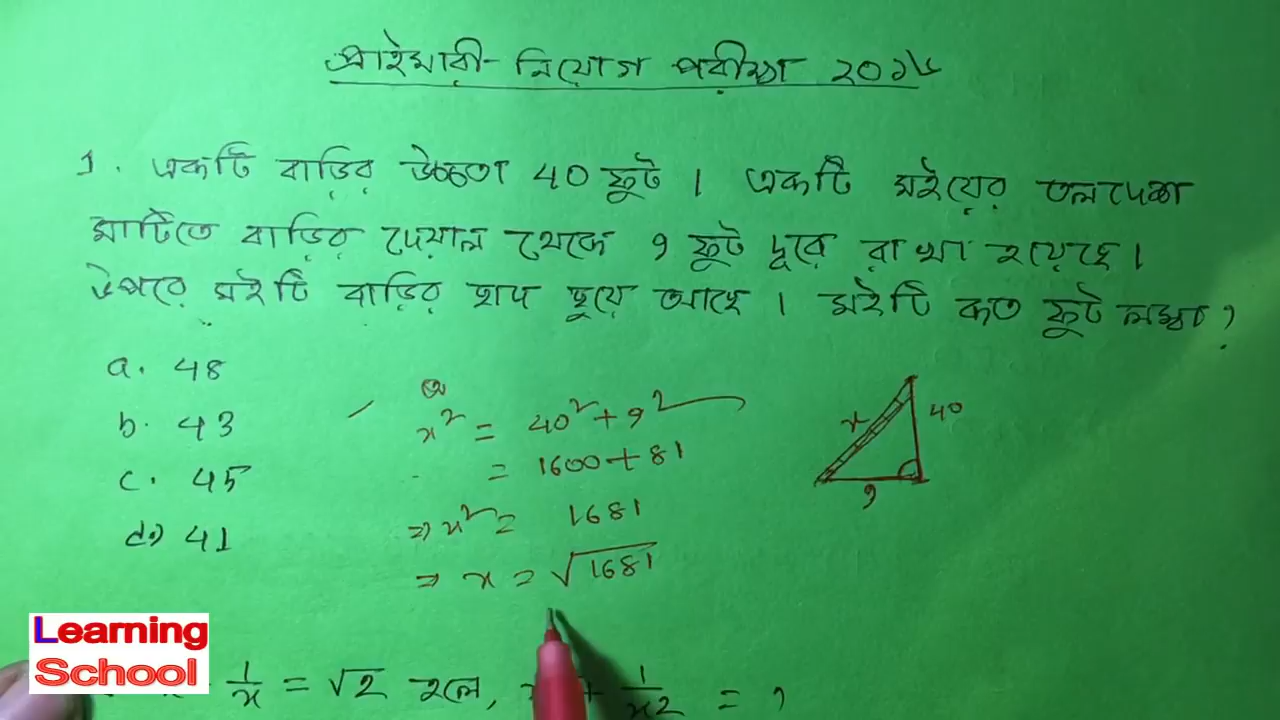 প্রাইমারী নিয়োগ পরীক্ষা ২০১৮
1. একটি বাড়ির উচ্চতা 40 ফুট । একটি মইয়ের তলদেশ
মাটিতে বাড়ির দেয়াল থেকে 9 ফুট দূরে রাখা হয়েছে।
উপরে মইটি বাড়ির ছাদ ছুয়ে আছে । মইটি কত ফুট লম্বা ?
a. 48
b. 43
c. 45
d. 41
x² = 40² + 9²
= 1600 + 81
⇒ x² = 1681
⇒ x = √1681
x
40
9
Learning
School
1/x = √2 হলে, + 1/x2 = ?